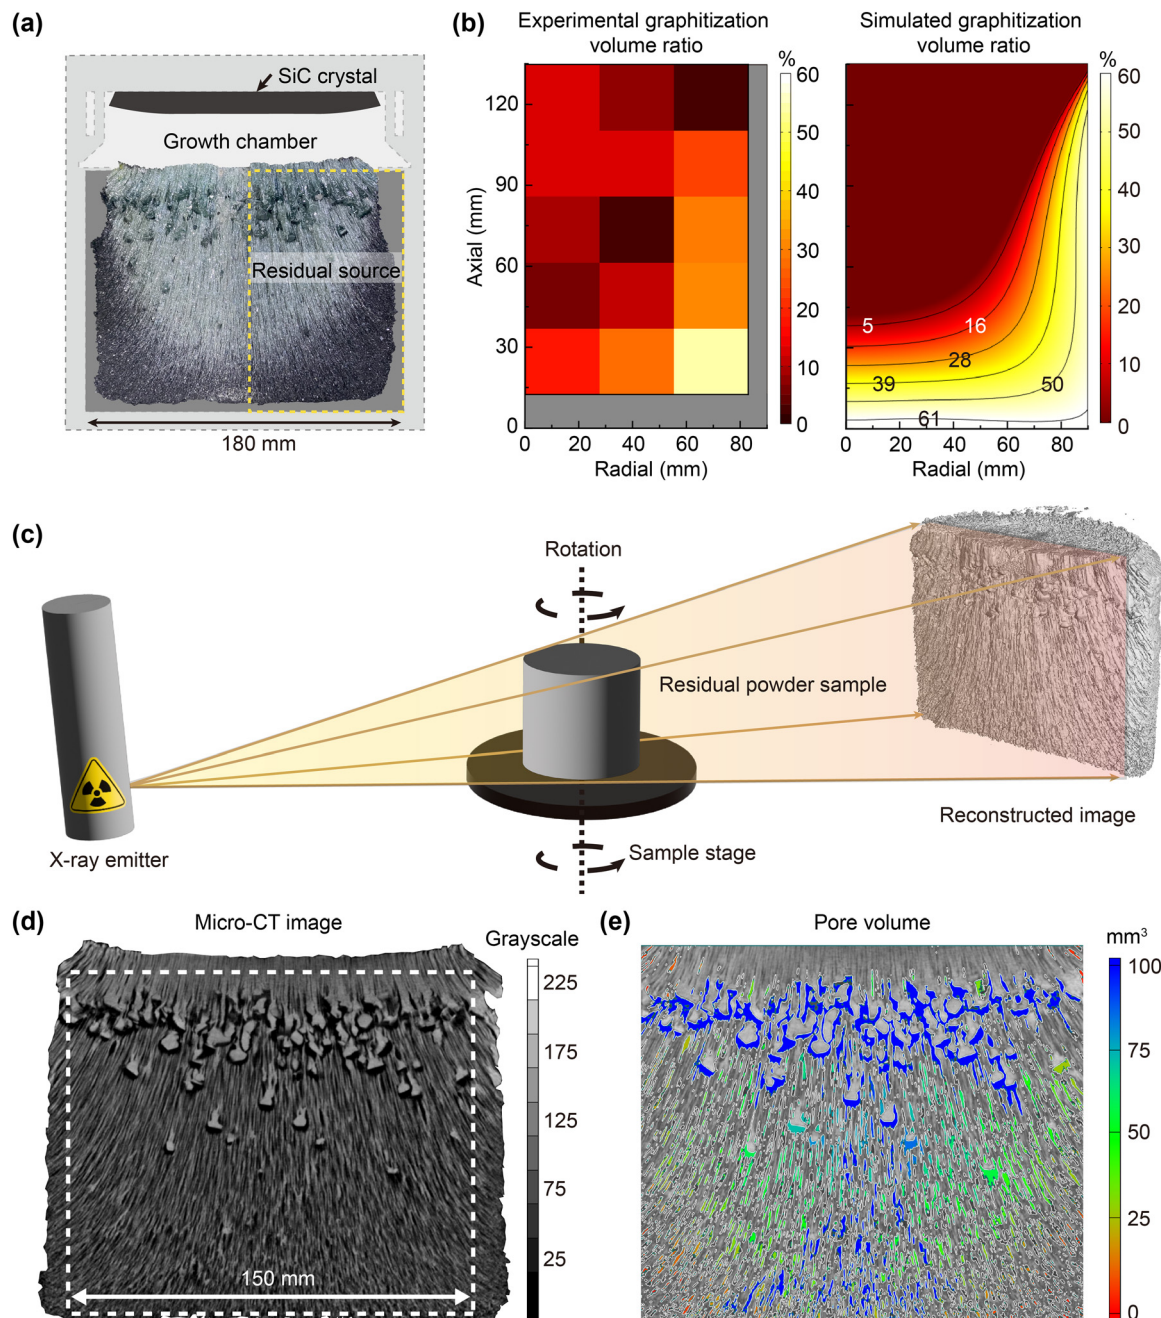 (a)
SiC crystal
Growth chamber
Residual source
180 mm
(b)
Experimental graphitization
volume ratio
%
60
50
40
30
20
10
0
120
90
60
30
0
Axial (mm)
0 20 40 60 80
Radial (mm)
Simulated graphitization
volume ratio
%
60
50
40
30
20
10
0
5
16
28
39
50
61
0 20 40 60 80
Radial (mm)
(c)
Rotation
Residual powder sample
Reconstructed image
X-ray emitter
Sample stage
(d)
Micro-CT image
Grayscale
225
175
125
75
25
150 mm
(e)
Pore volume
mm³
100
75
50
25
0